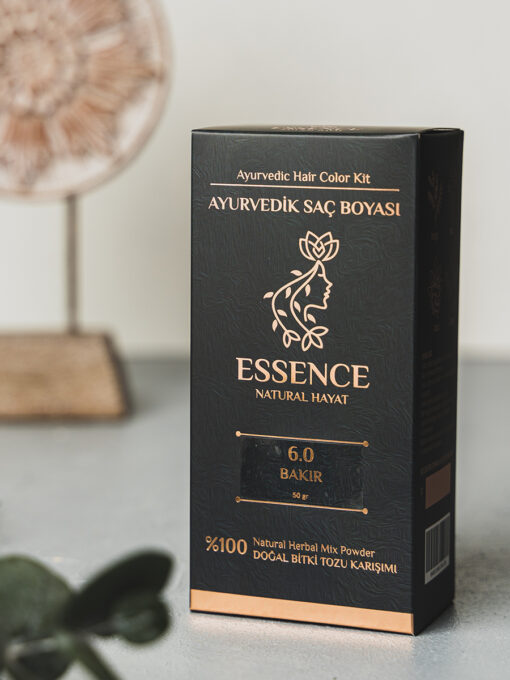 ESSENCE
Ayurvedic Hair Color Kit
AYURVEDİK SAÇ BOYASI
ESSENCE
NATURAL HAYAT
6.0
BAKIR
50 gr
%100 Natural Herbal Mix Powder
DOĞAL BİTKİ TOZU KARIŞIMI